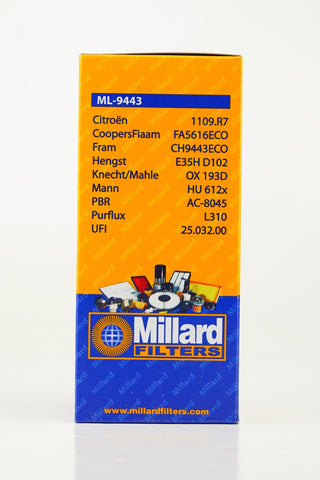 ML-9443
Citroën 1109.R7
CoopersFiaam FA5616ECO
Fram CH9443ECO
Hengst E35H D102
Knecht/Mahle OX 193D
Mann HU 612x
PBR AC-8045
Purflux L310
UFI 25.032.00
Millard
FILTERS
www.millardfilters.com